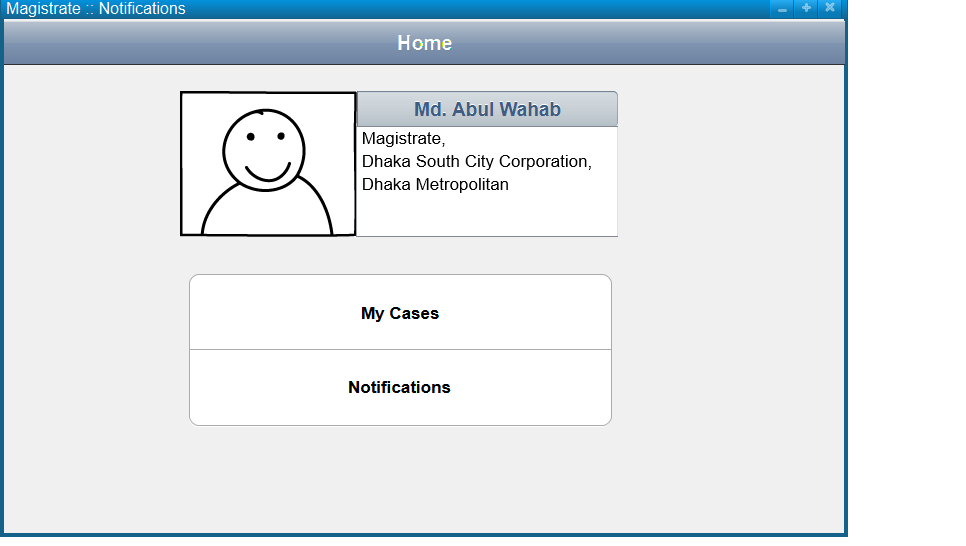 Magistrate :: Notifications
Home
Md. Abul Wahab
Magistrate,
Dhaka South City Corporation,
Dhaka Metropolitan
My Cases
Notifications